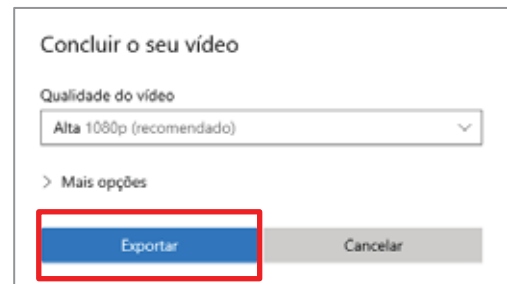 Concluir o seu vídeo
Qualidade do vídeo
Alta 1080p (recomendado)
Mais opções
Exportar Cancelar